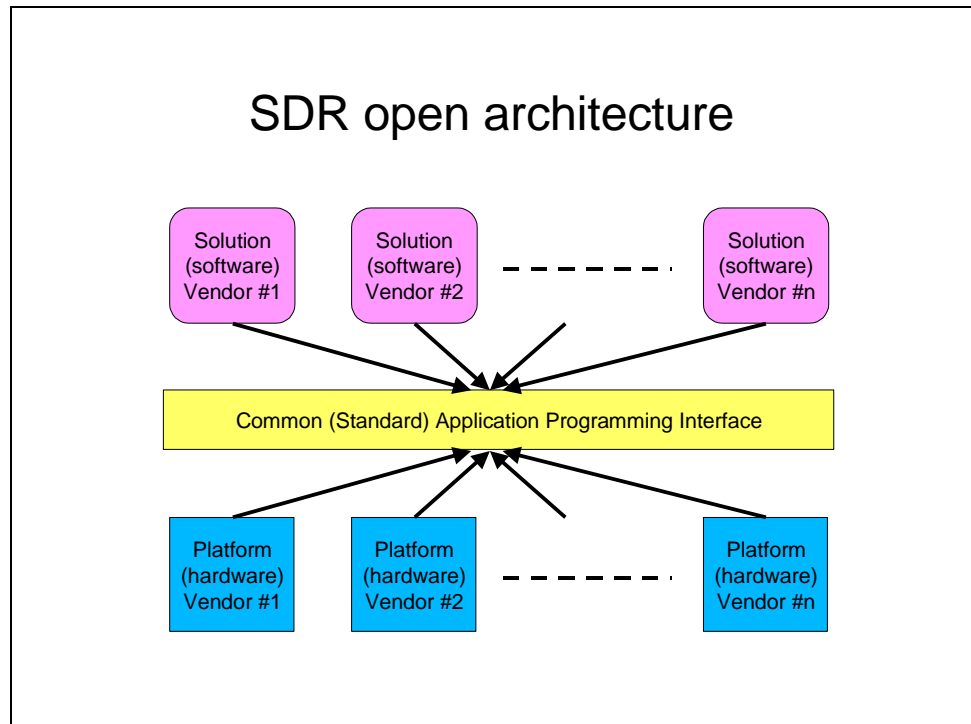 SDR open architecture
Solution
(software)
Vendor #1
Solution
(software)
Vendor #2
Solution
(software)
Vendor #n
Common (Standard) Application Programming Interface
Platform
(hardware)
Vendor #1
Platform
(hardware)
Vendor #2
Platform
(hardware)
Vendor #n